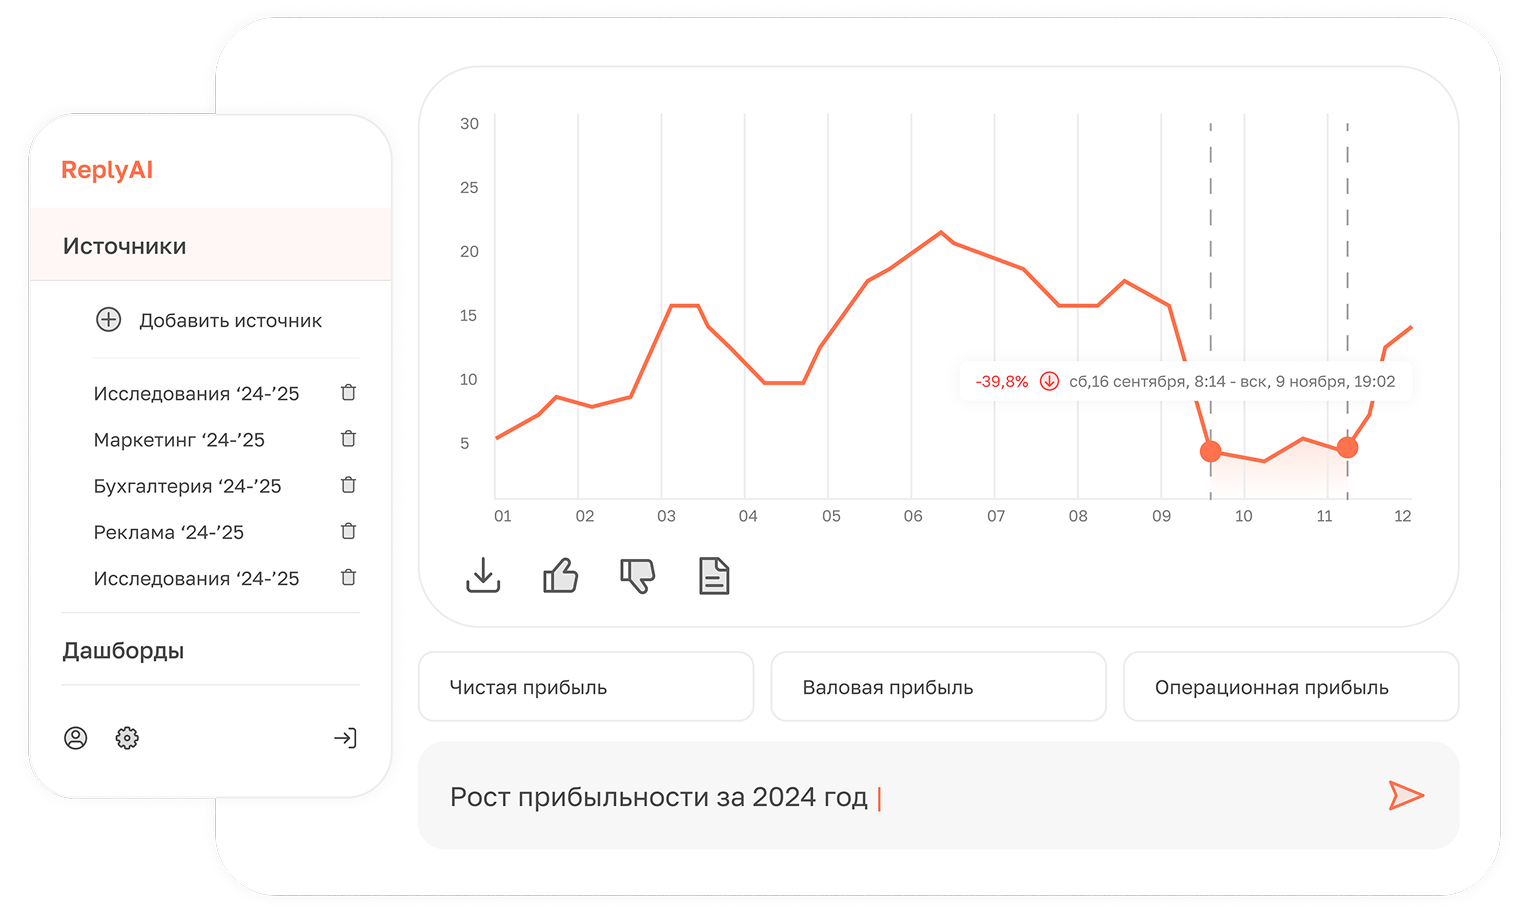 ReplyAI
Источники
Добавить источник
Исследования ‘24-’25
Маркетинг ‘24-’25
Бухгалтерия ‘24-’25
Реклама ‘24-’25
Исследования ‘24-’25
Дашборды
30
25
20
15
10
5
-39,8% сб,16 сентября, 8:14 - вск, 9 ноября, 19:02
01 02 03 04 05 06 07 08 09 10 11 12
Чистая прибыль
Валовая прибыль
Операционная прибыль
Рост прибыльности за 2024 год